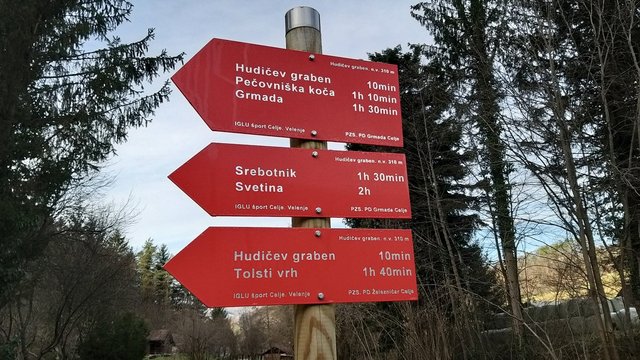 Hudičev graben. n.v. 310 m
Hudičev graben 10min
Pečovniška koča 1h 10min
Grmada 1h 30min
IGLU šport Celje, Velenje PZS. PD Grmada Celje
Hudičev graben. n.v. 310 m
Srebotnik 1h 30min
Svetina 2h
IGLU šport Celje, Velenje PZS. PD Grmada Celje
Hudičev graben. n.v. 310 m
Hudičev graben 10min
Tolsti vrh 1h 40min
IGLU šport Celje, Velenje PZS. PD Železničar Celje